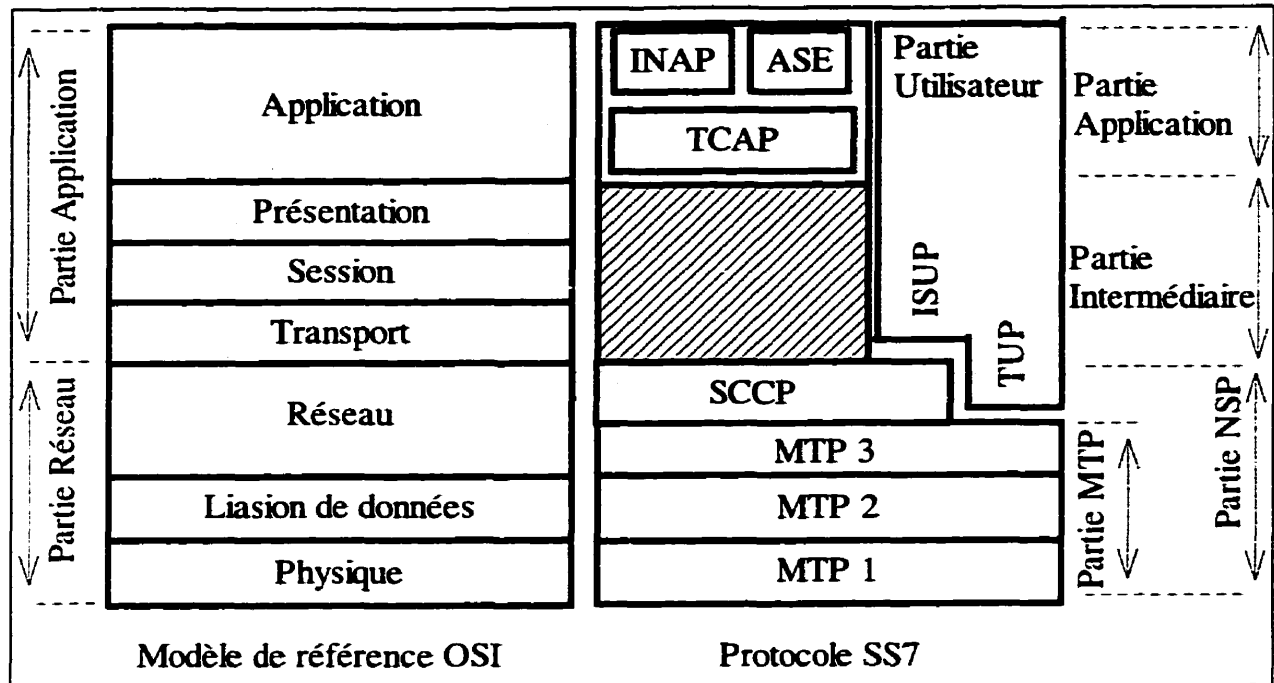 Partie Application
Partie Réseau
Application
Présentation
Session
Transport
Réseau
Liasion de données
Physique
Modèle de référence OSI
INAP
ASE
TCAP
SCCP
MTP 3
MTP 2
MTP 1
Protocole SS7
Partie
Utilisateur
ISUP
TUP
Partie
Application
Partie
Intermédiaire
Partie MTP
Partie NSP